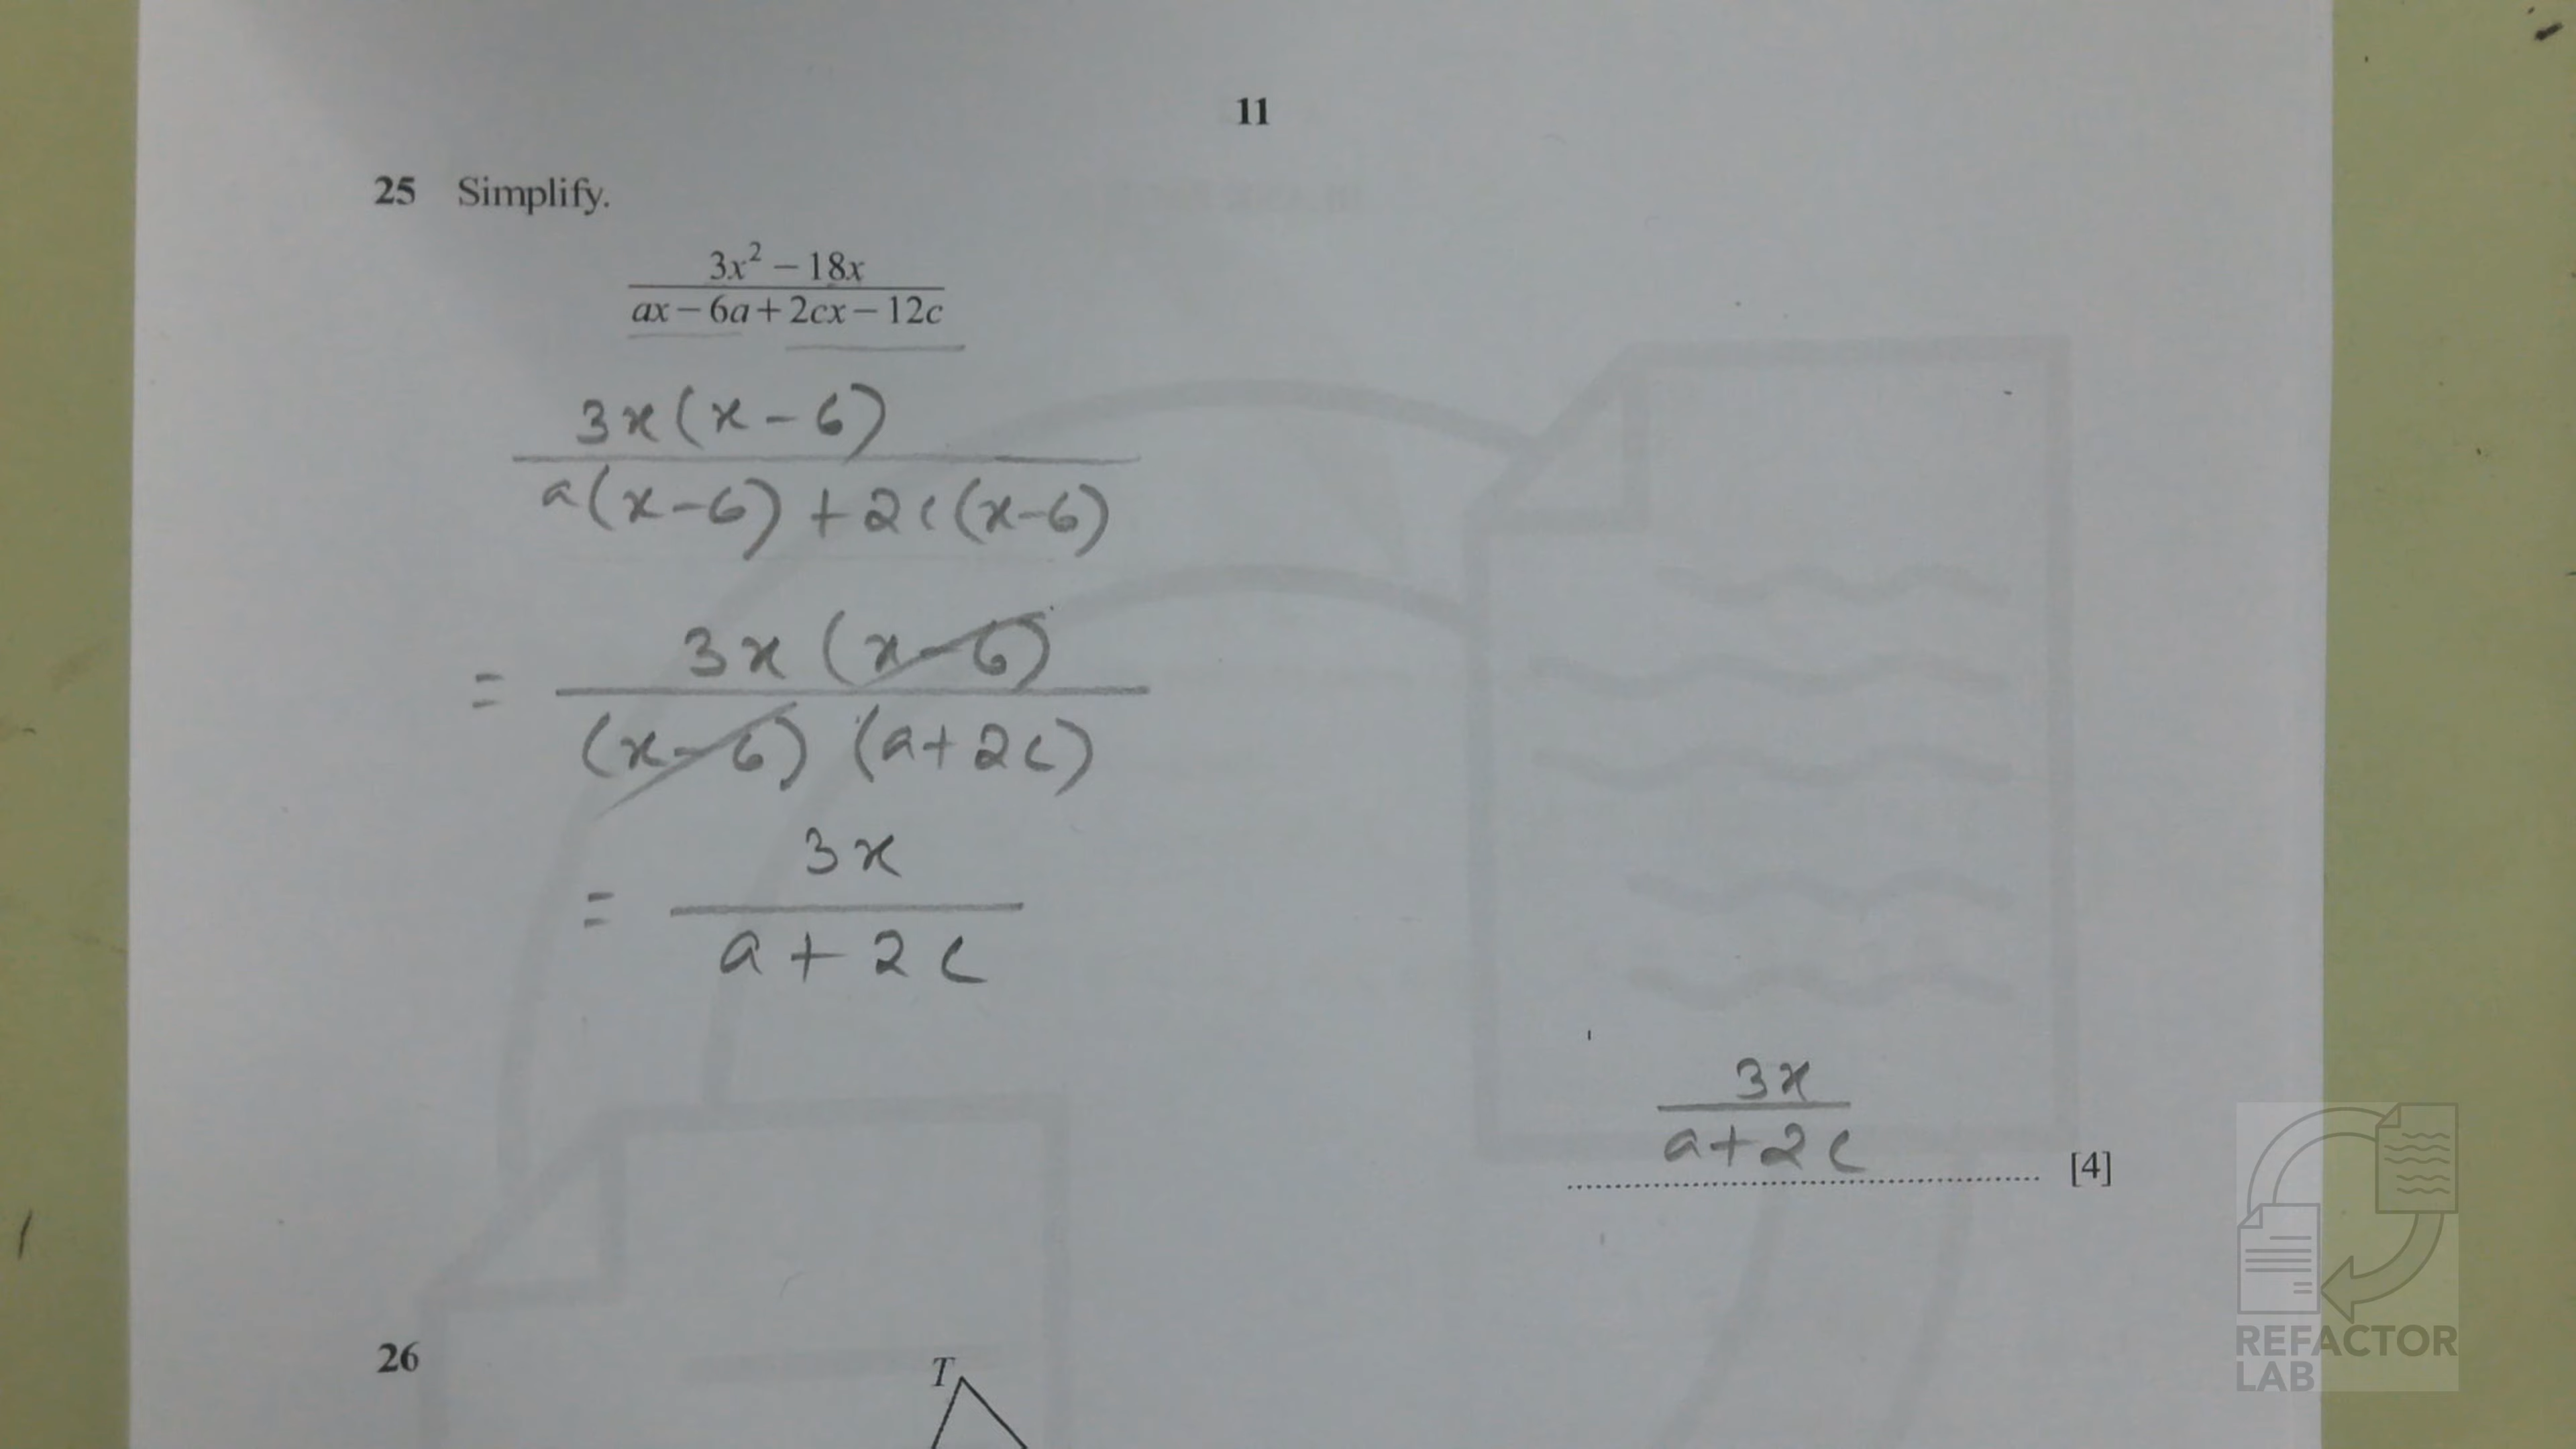 11
25 Simplify.
3x² – 18x
ax – 6a + 2cx – 12c
3x(x – 6)
a(x–6) + 2c(x–6)
= 3x (x–6)
(x–6) (a+2c)
= 3x
a + 2c
3x
a+2c
[4]
26
T
REFACTOR
LAB